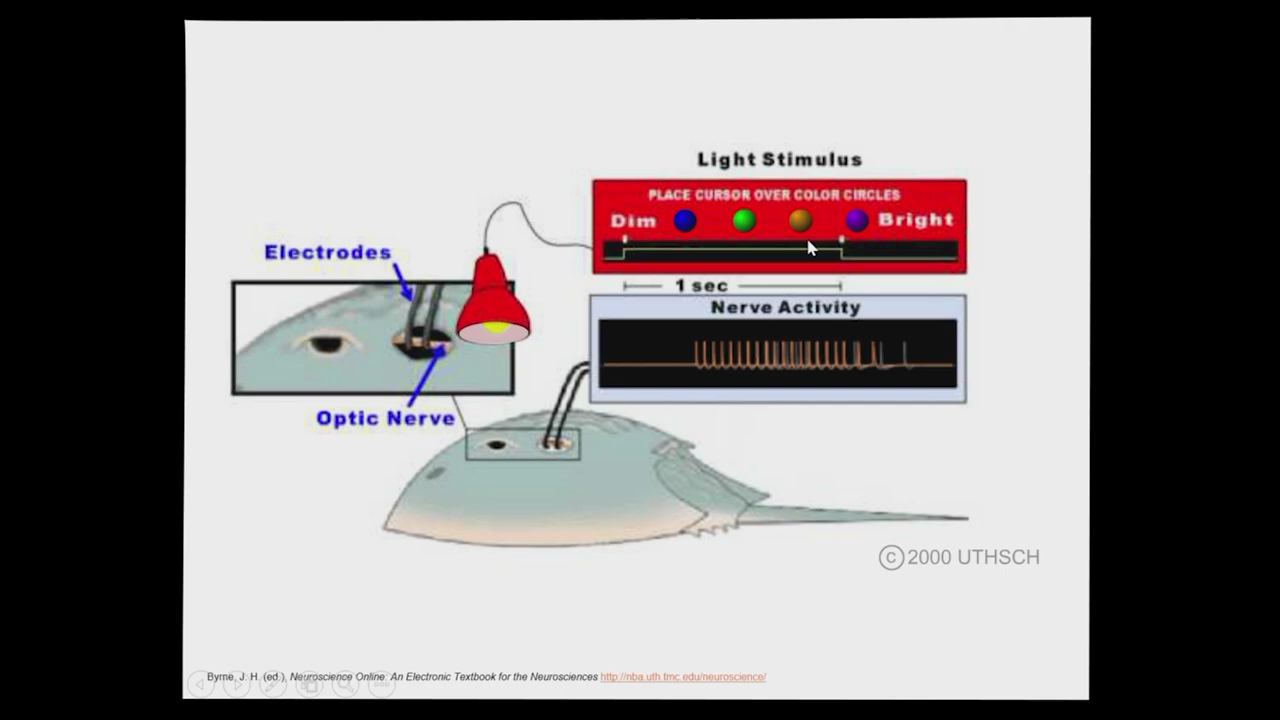 Light Stimulus
PLACE CURSOR OVER COLOR CIRCLES
Dim
Bright
Electrodes
1 sec
Nerve Activity
Optic Nerve
© 2000 UTHSCH
Byrne, J. H. (ed.), Neuroscience Online: An Electronic Textbook for the Neurosciences http://nba.uth.tmc.edu/neuroscience/